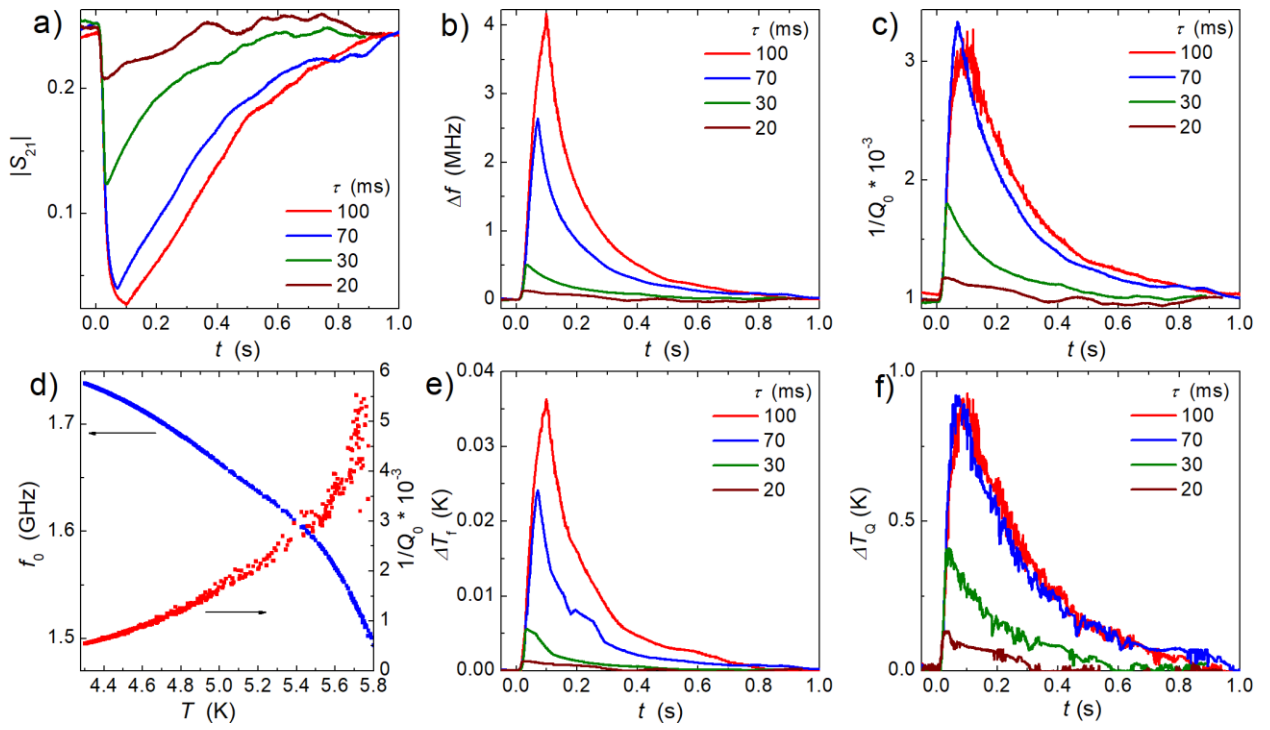 a)
|S21|
0.2
0.1
τ (ms)
100
70
30
20
0.0 0.2 0.4 0.6 0.8 1.0
t (s)
b)
Δf (MHz)
4
3
2
1
0
τ (ms)
100
70
30
20
0.0 0.2 0.4 0.6 0.8 1.0
t (s)
c)
1/Q0 * 10-3
3
2
1
τ (ms)
100
70
30
20
0.0 0.2 0.4 0.6 0.8 1.0
t (s)
d)
f0 (GHz)
1.7
1.6
1.5
6
5
4
3
2
1
0
1/Q0 * 10-3
4.4 4.6 4.8 5.0 5.2 5.4 5.6 5.8
T (K)
e)
ΔTf (K)
0.04
0.03
0.02
0.01
0.00
τ (ms)
100
70
30
20
0.0 0.2 0.4 0.6 0.8 1.0
t (s)
f)
ΔTQ (K)
1.0
0.5
0.0
τ (ms)
100
70
30
20
0.0 0.2 0.4 0.6 0.8 1.0
t (s)